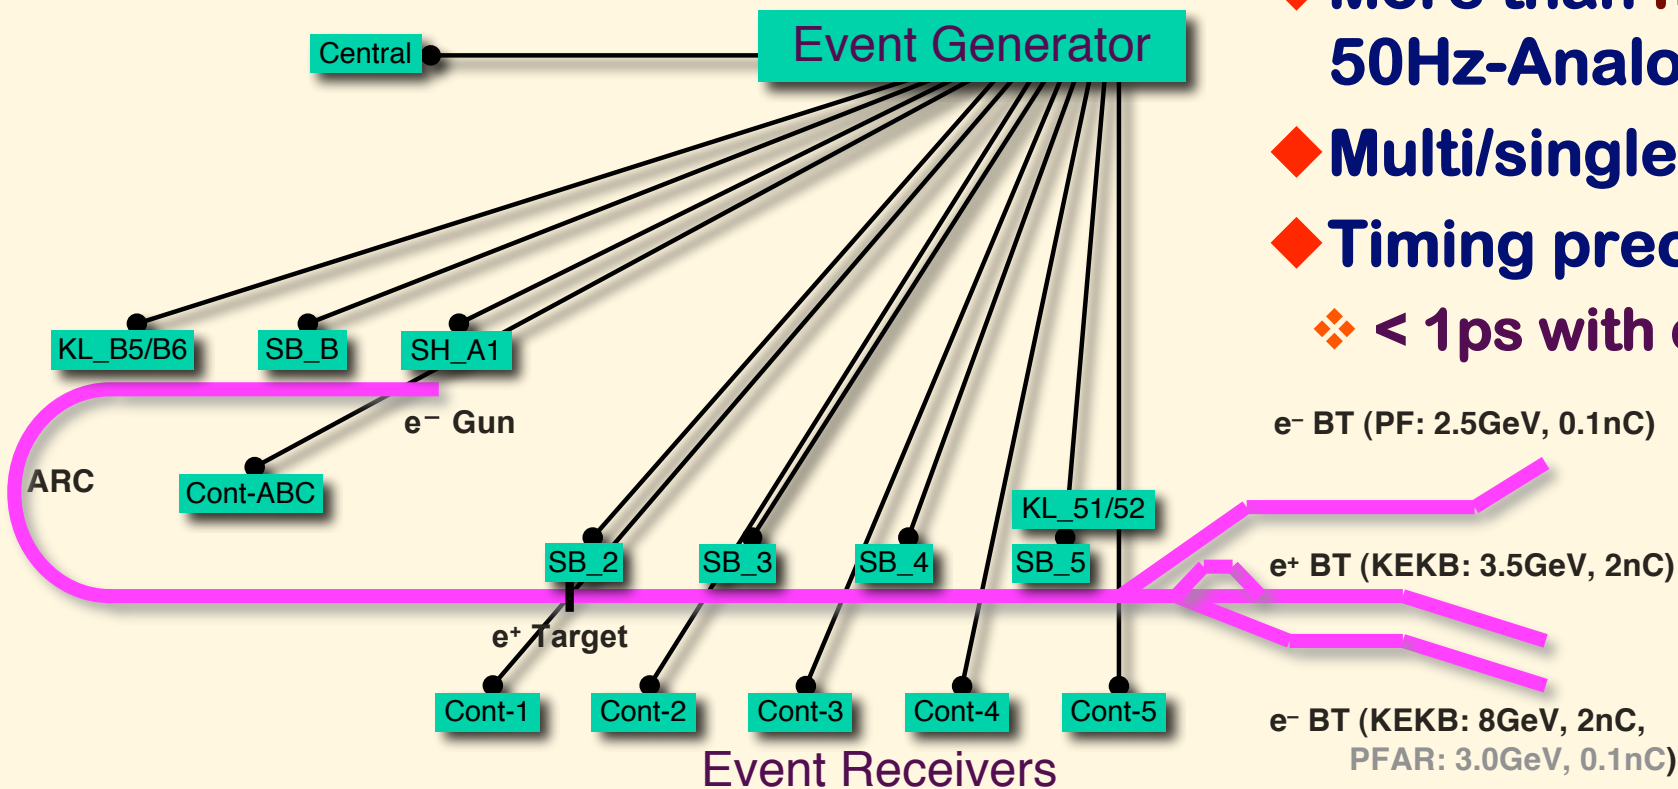 Event Generator
Central
More than
50Hz-Analo
Multi/single
Timing prec
< 1ps with
KL_B5/B6
SB_B
SH_A1
e– Gun
ARC
Cont-ABC
e– BT (PF: 2.5GeV, 0.1nC)
KL_51/52
SB_2
SB_3
SB_4
SB_5
e+ BT (KEKB: 3.5GeV, 2nC)
e+ Target
Cont-1
Cont-2
Cont-3
Cont-4
Cont-5
e– BT (KEKB: 8GeV, 2nC,
PFAR: 3.0GeV, 0.1nC)
Event Receivers